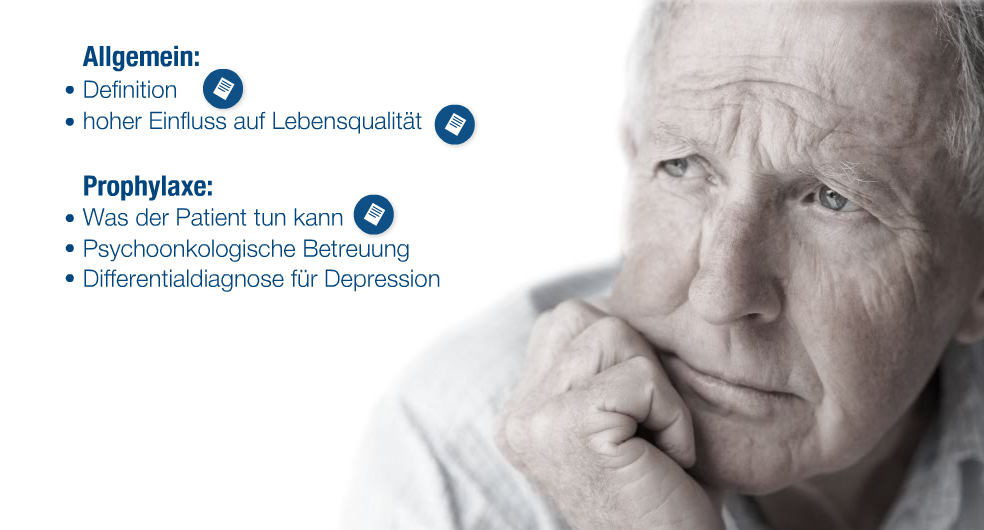 Allgemein:
• Definition
• hoher Einfluss auf Lebensqualität
Prophylaxe:
• Was der Patient tun kann
• Psychoonkologische Betreuung
• Differentialdiagnose für Depression